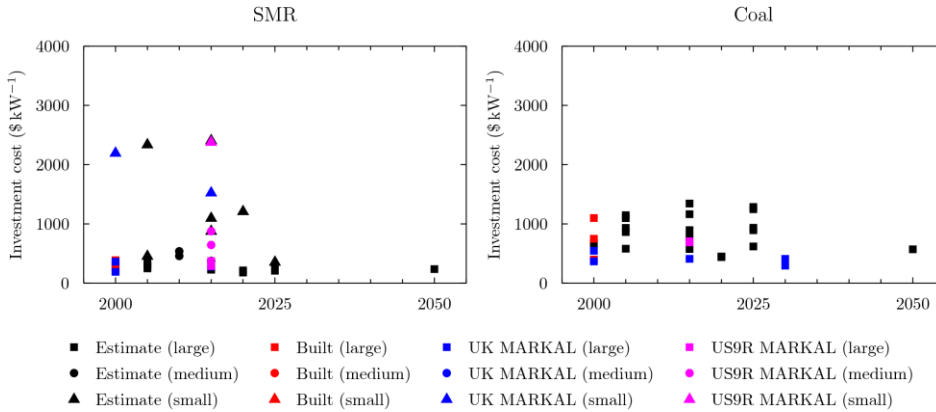 SMR
Coal
4000
3000
2000
1000
0
Investment cost ($ kW⁻¹)
2000
2025
2050
4000
3000
2000
1000
0
Investment cost ($ kW⁻¹)
2000
2025
2050
Estimate (large)
Built (large)
UK MARKAL (large)
US9R MARKAL (large)
Estimate (medium)
Built (medium)
UK MARKAL (medium)
US9R MARKAL (medium)
Estimate (small)
Built (small)
UK MARKAL (small)
US9R MARKAL (small)